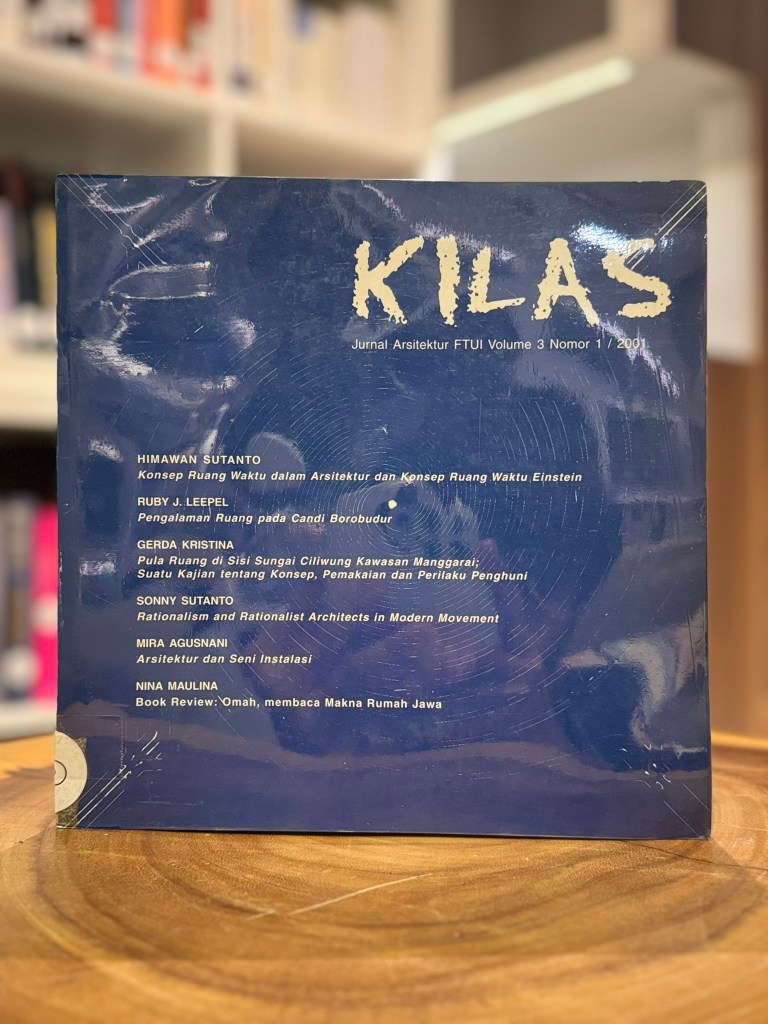 KILAS
Jurnal Arsitektur FTUI Volume 3 Nomor 1 / 2001
HIMAWAN SUTANTO
Konsep Ruang Waktu dalam Arsitektur dan Konsep Ruang Waktu Einstein
RUBY J. LEEPEL
Pengalaman Ruang pada Candi Borobudur
GERDA KRISTINA
Pula Ruang di Sisi Sungai Ciliwung Kawasan Manggarai;
Suatu Kajian tentang Konsep, Pemakaian dan Perilaku Penghuni
SONNY SUTANTO
Rationalism and Rationalist Architects in Modern Movement
MIRA AGUSNANI
Arsitektur dan Seni Instalasi
NINA MAULINA
Book Review: Omah, membaca Makna Rumah Jawa